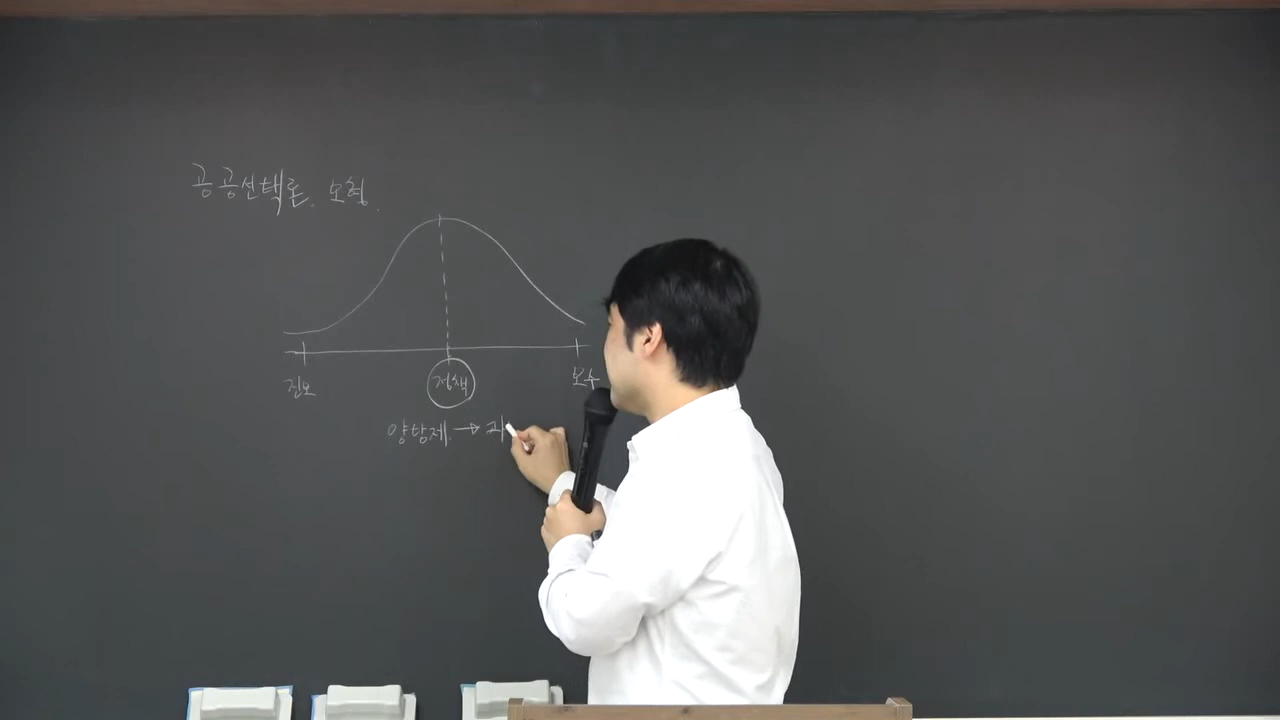 공공선택론. 모형.
진보 정책 보수
양당제. → 과